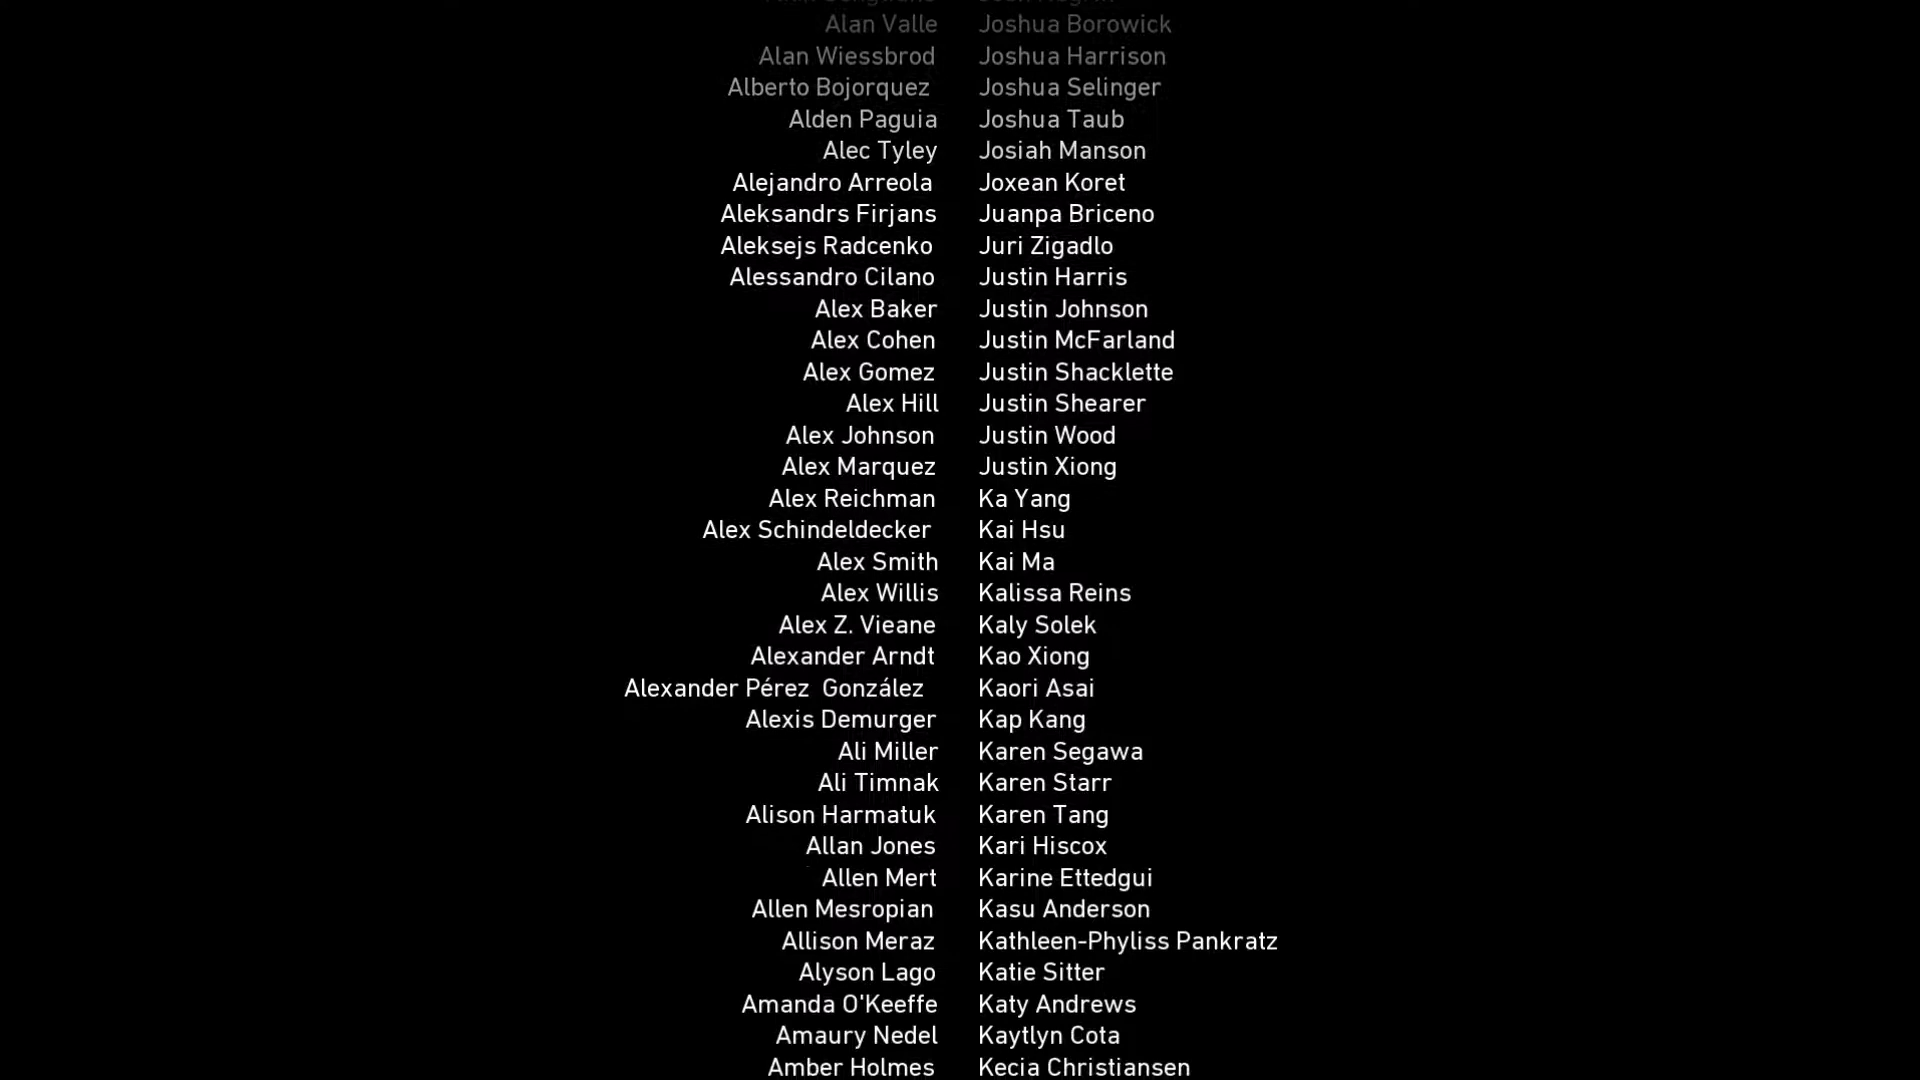 Alan Valle Joshua Borowick
Alan Wiessbrod Joshua Harrison
Alberto Bojorquez Joshua Selinger
Alden Paguia Joshua Taub
Alec Tyley Josiah Manson
Alejandro Arreola Joxean Koret
Aleksandrs Firjans Juanpa Briceno
Aleksejs Radcenko Juri Zigadlo
Alessandro Cilano Justin Harris
Alex Baker Justin Johnson
Alex Cohen Justin McFarland
Alex Gomez Justin Shacklette
Alex Hill Justin Shearer
Alex Johnson Justin Wood
Alex Marquez Justin Xiong
Alex Reichman Ka Yang
Alex Schindeldecker Kai Hsu
Alex Smith Kai Ma
Alex Willis Kalissa Reins
Alex Z. Vieane Kaly Solek
Alexander Arndt Kao Xiong
Alexander Pérez González Kaori Asai
Alexis Demurger Kap Kang
Ali Miller Karen Segawa
Ali Timnak Karen Starr
Alison Harmatuk Karen Tang
Allan Jones Kari Hiscox
Allen Mert Karine Ettedgui
Allen Mesropian Kasu Anderson
Allison Meraz Kathleen-Phyliss Pankratz
Alyson Lago Katie Sitter
Amanda O'Keeffe Katy Andrews
Amaury Nedel Kaytlyn Cota
Amber Holmes Kecia Christiansen